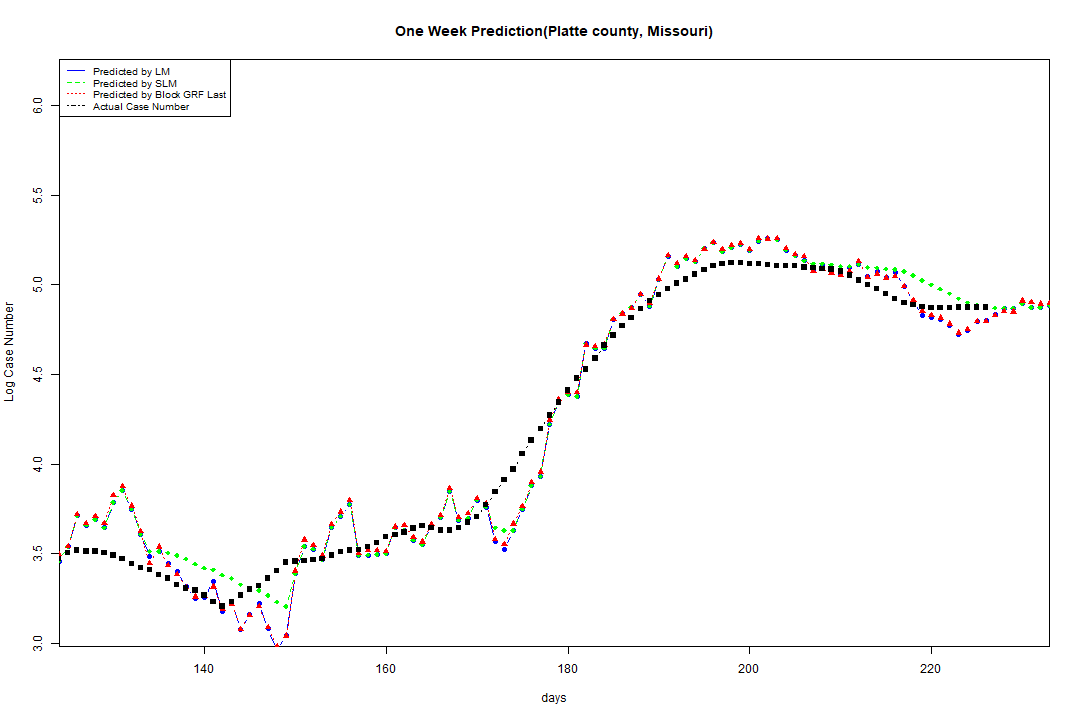 One Week Prediction(Platte county, Missouri)
Predicted by LM
Predicted by SLM
Predicted by Block GRF Last
Actual Case Number
6.0
5.5
5.0
4.5
4.0
3.5
3.0
Log Case Number
140 160 180 200 220
days